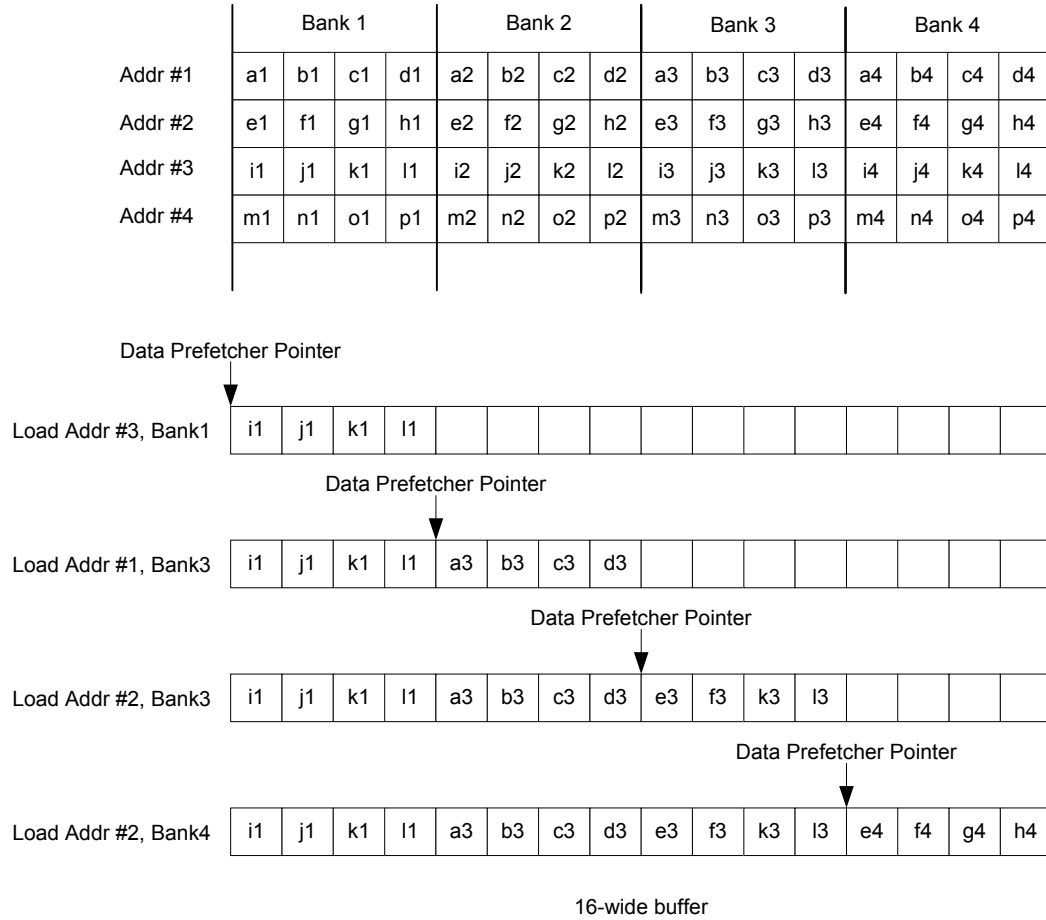 Bank 1 Bank 2 Bank 3 Bank 4
Addr #1 a1 b1 c1 d1 a2 b2 c2 d2 a3 b3 c3 d3 a4 b4 c4 d4
Addr #2 e1 f1 g1 h1 e2 f2 g2 h2 e3 f3 g3 h3 e4 f4 g4 h4
Addr #3 i1 j1 k1 l1 i2 j2 k2 l2 i3 j3 k3 l3 i4 j4 k4 l4
Addr #4 m1 n1 o1 p1 m2 n2 o2 p2 m3 n3 o3 p3 m4 n4 o4 p4
Data Prefetcher Pointer
Load Addr #3, Bank1 i1 j1 k1 l1
Data Prefetcher Pointer
Load Addr #1, Bank3 i1 j1 k1 l1 a3 b3 c3 d3
Data Prefetcher Pointer
Load Addr #2, Bank3 i1 j1 k1 l1 a3 b3 c3 d3 e3 f3 k3 l3
Data Prefetcher Pointer
Load Addr #2, Bank4 i1 j1 k1 l1 a3 b3 c3 d3 e3 f3 k3 l3 e4 f4 g4 h4
16-wide buffer